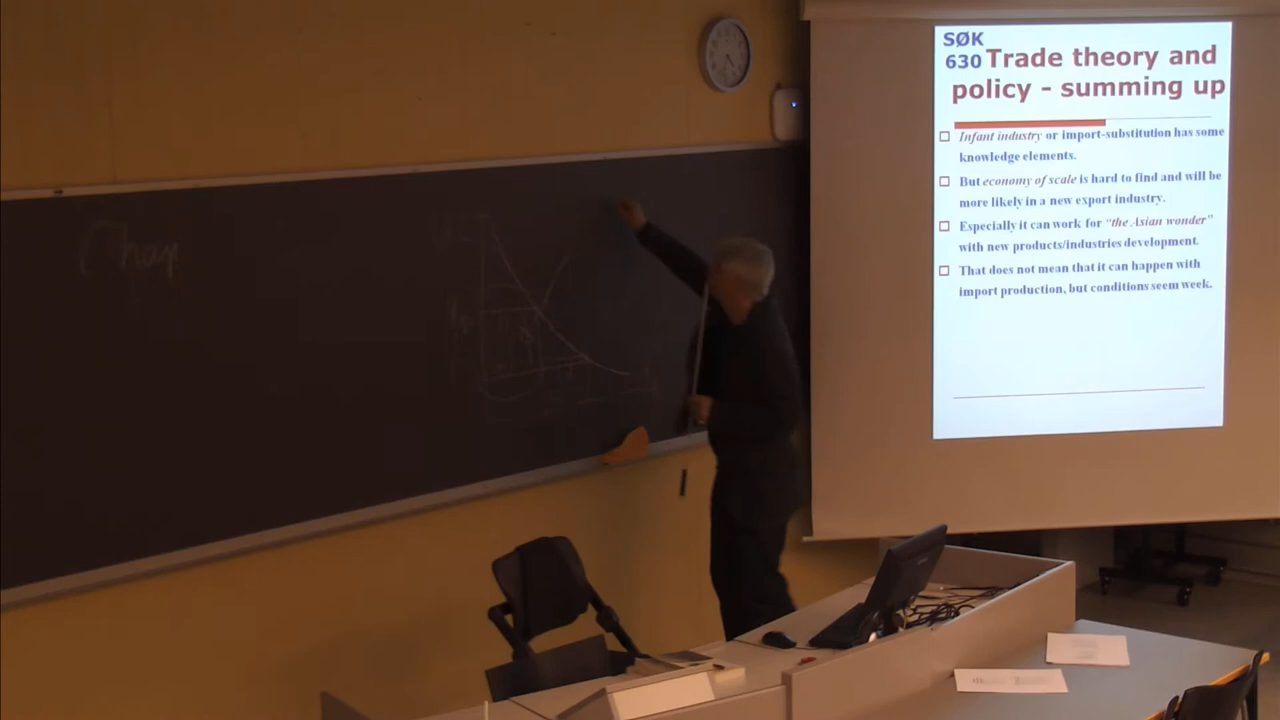 Chap
SØK
630 Trade theory and
policy - summing up
Infant industry or import-substitution has some
knowledge elements.
But economy of scale is hard to find and will be
more likely in a new export industry.
Especially it can work for "the Asian wonder"
with new products/industries development.
That does not mean that it can happen with
import production, but conditions seem week.